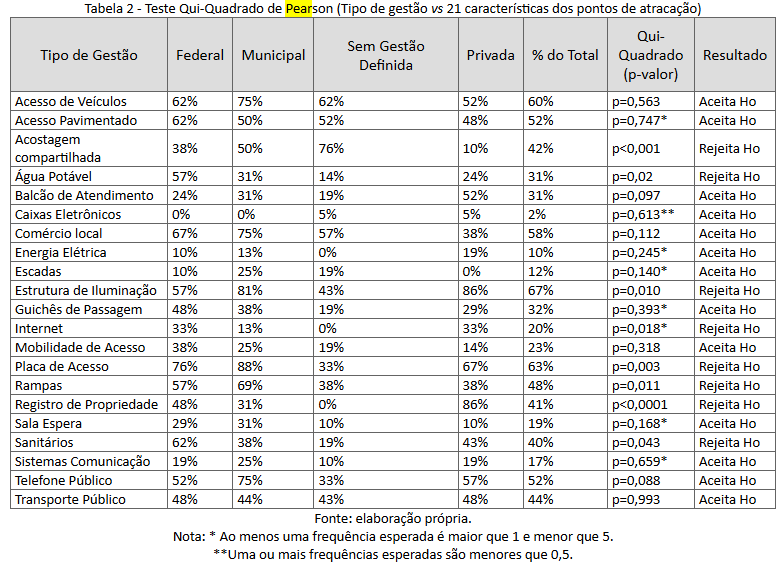 Tabela 2 - Teste Qui-Quadrado de Pearson (Tipo de gestão vs 21 características dos pontos de atracação)
Tipo de Gestão Federal Municipal Sem Gestão Definida Privada % do Total Qui-Quadrado (p-valor) Resultado
Acesso de Veículos 62% 75% 62% 52% 60% p=0,563 Aceita Ho
Acesso Pavimentado 62% 50% 52% 48% 52% p=0,747* Aceita Ho
Acostagem compartilhada 38% 50% 76% 10% 42% p<0,001 Rejeita Ho
Água Potável 57% 31% 14% 24% 31% p=0,02 Rejeita Ho
Balcão de Atendimento 24% 31% 19% 52% 31% p=0,097 Aceita Ho
Caixas Eletrônicos 0% 0% 5% 5% 2% p=0,613** Aceita Ho
Comércio local 67% 75% 57% 38% 58% p=0,112 Aceita Ho
Energia Elétrica 10% 13% 0% 19% 10% p=0,245* Aceita Ho
Escadas 10% 25% 19% 0% 12% p=0,140* Aceita Ho
Estrutura de Iluminação 57% 81% 43% 86% 67% p=0,010 Rejeita Ho
Guichês de Passagem 48% 38% 19% 29% 32% p=0,393* Aceita Ho
Internet 33% 13% 0% 33% 20% p=0,018* Rejeita Ho
Mobilidade de Acesso 38% 25% 19% 14% 23% p=0,318 Aceita Ho
Placa de Acesso 76% 88% 33% 67% 63% p=0,003 Rejeita Ho
Rampas 57% 69% 38% 38% 48% p=0,011 Rejeita Ho
Registro de Propriedade 48% 31% 0% 86% 41% p<0,0001 Rejeita Ho
Sala Espera 29% 31% 10% 10% 19% p=0,168* Aceita Ho
Sanitários 62% 38% 19% 43% 40% p=0,043 Rejeita Ho
Sistemas Comunicação 19% 25% 10% 19% 17% p=0,659* Aceita Ho
Telefone Público 52% 75% 33% 57% 52% p=0,088 Aceita Ho
Transporte Público 48% 44% 43% 48% 44% p=0,993 Aceita Ho
Fonte: elaboração própria.
Nota: * Ao menos uma frequência esperada é maior que 1 e menor que 5.
**Uma ou mais frequências esperadas são menores que 0,5.